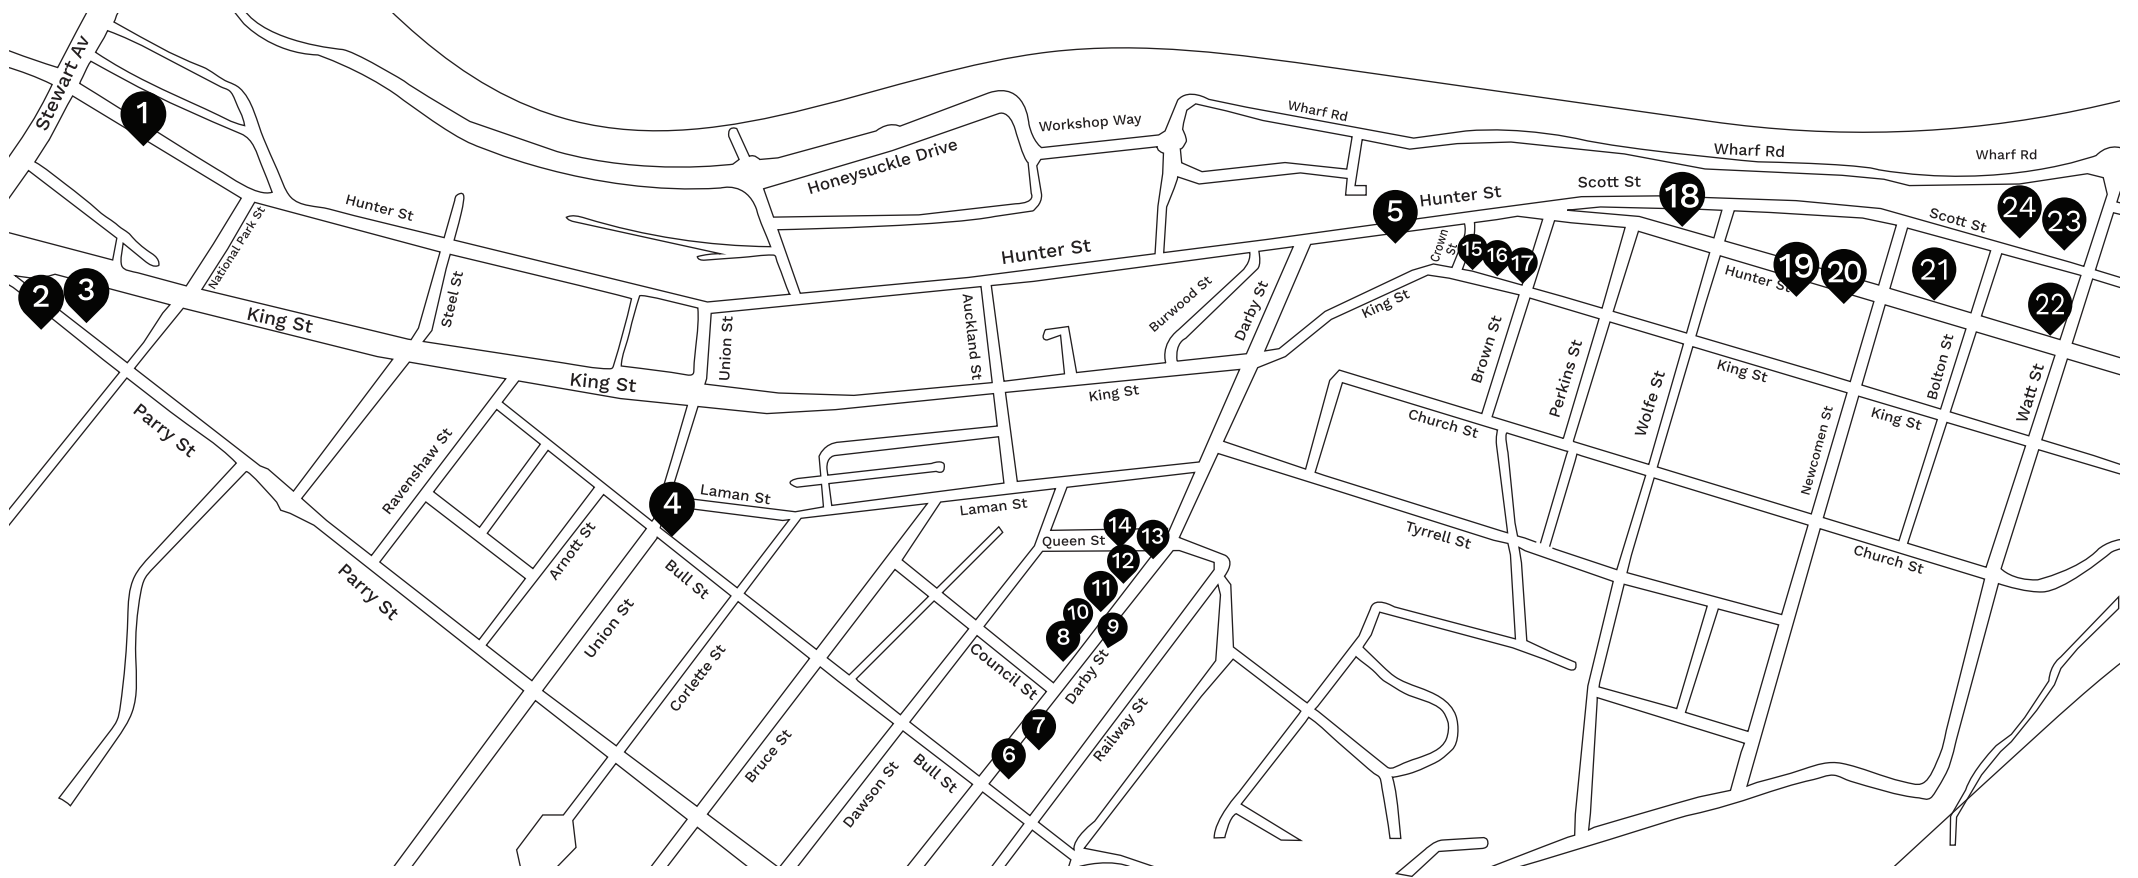 Stewart Av
1
Workshop Way
Wharf Rd
Wharf Rd
Wharf Rd
Honeysuckle Drive
Hunter St
National Park St
Hunter St
Scott St
18
5
Scott St
24
23
L
Crown St
15
16
17
Hunter St
19
20
21
22
2
3
King St
Steel St
Union St
Auckland St
Hunter St
Burwood St
Darby St
King St
King St
King St
Brown St
Perkins St
Wolfe St
King St
Newcomen St
King St
Bolton St
Watt St
Church St
Parry St
Ravenshaw St
4
Laman St
Laman St
Queen St
14
13
12
11
10
9
8
Tyrrell St
Church St
Parry St
Arnott St
Bull St
Union St
Corlette St
Council St
Darby St
7
6
Railway St
Bruce St
Dawson St
Bull St